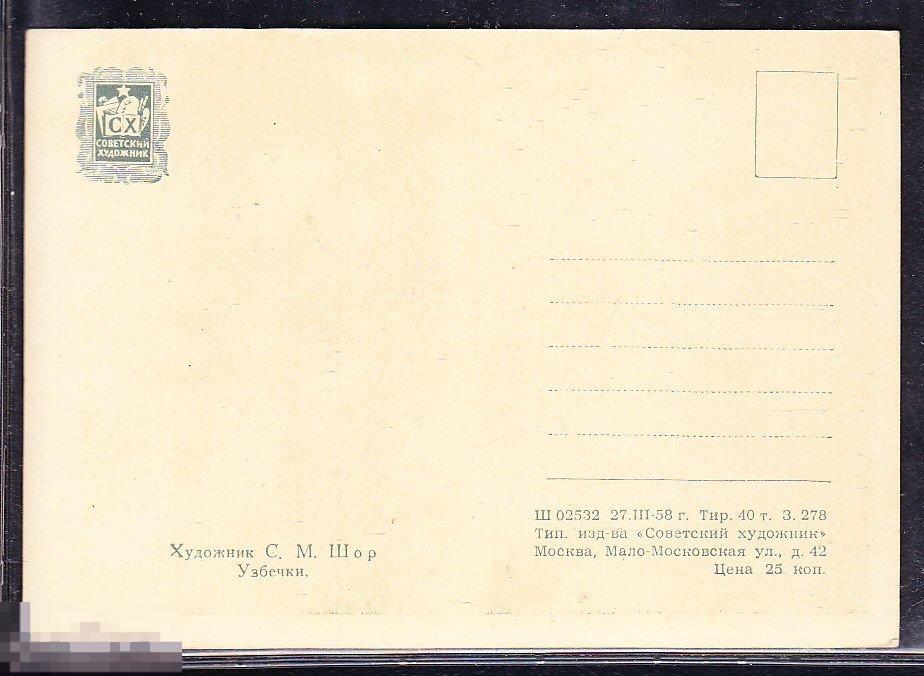 СХ
СОВЕТСКИЙ
ХУДОЖНИК
Художник С. М. Шор
Узбечки.
Ш 02532 27.III-58 г. Тир. 40 т. З. 278
Тип. изд-ва «Советский художник»
Москва, Мало-Московская ул., д. 42
Цена 25 коп.